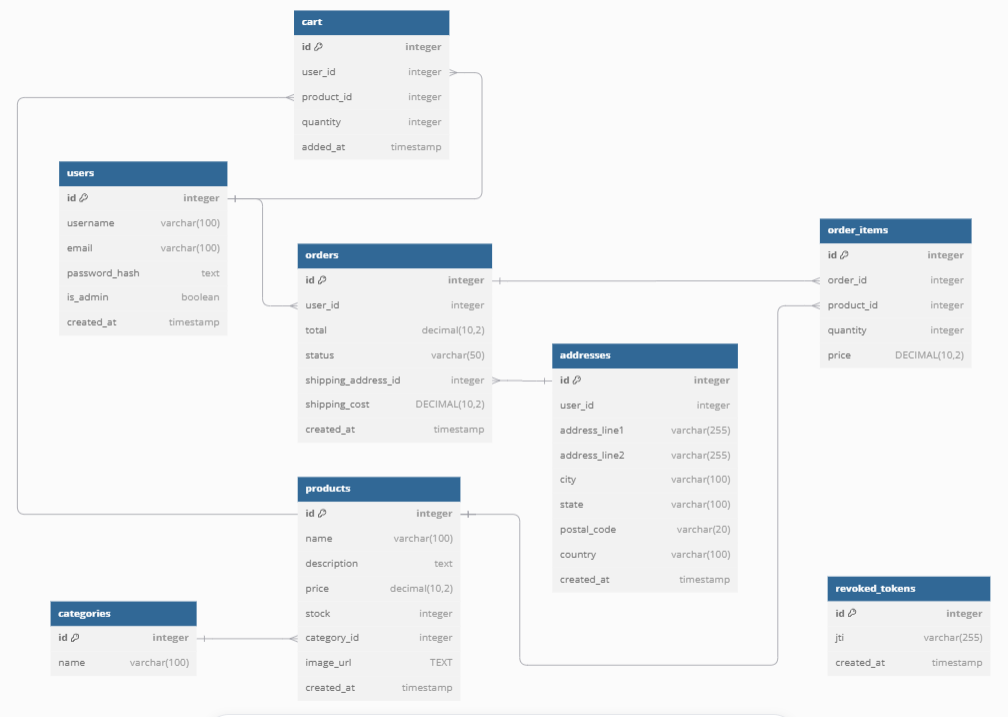 cart
id integer
user_id integer
product_id integer
quantity integer
added_at timestamp
users
id integer
username varchar(100)
email varchar(100)
password_hash text
is_admin boolean
created_at timestamp
orders
id integer
user_id integer
total decimal(10,2)
status varchar(50)
shipping_address_id integer
shipping_cost DECIMAL(10,2)
created_at timestamp
order_items
id integer
order_id integer
product_id integer
quantity integer
price DECIMAL(10,2)
addresses
id integer
user_id integer
address_line1 varchar(255)
address_line2 varchar(255)
city varchar(100)
state varchar(100)
postal_code varchar(20)
country varchar(100)
created_at timestamp
products
id integer
name varchar(100)
description text
price decimal(10,2)
stock integer
category_id integer
image_url TEXT
created_at timestamp
categories
id integer
name varchar(100)
revoked_tokens
id integer
jti varchar(255)
created_at timestamp